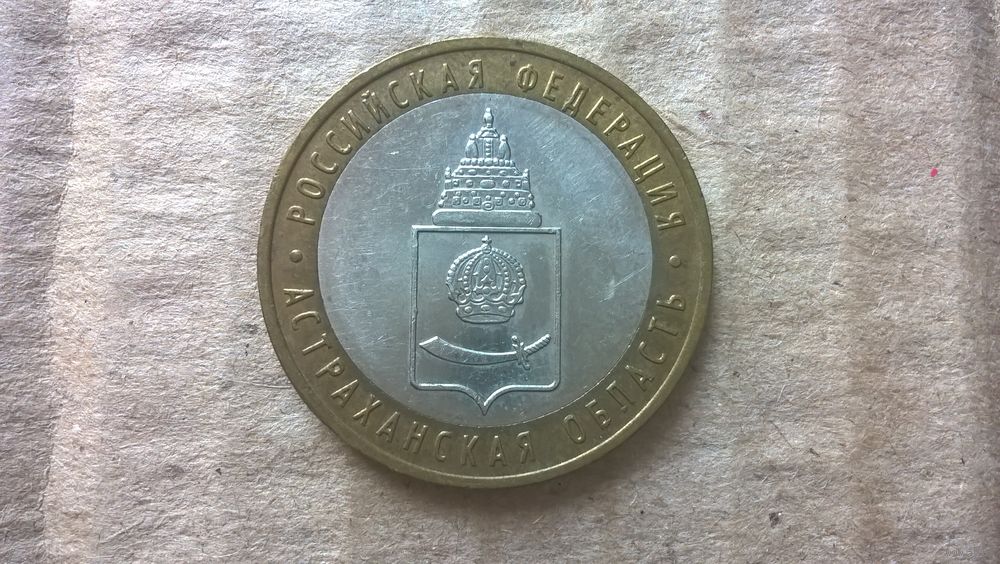 РОССИЙСКАЯ ФЕДЕРАЦИЯ
• АСТРАХАНСКАЯ ОБЛАСТЬ •